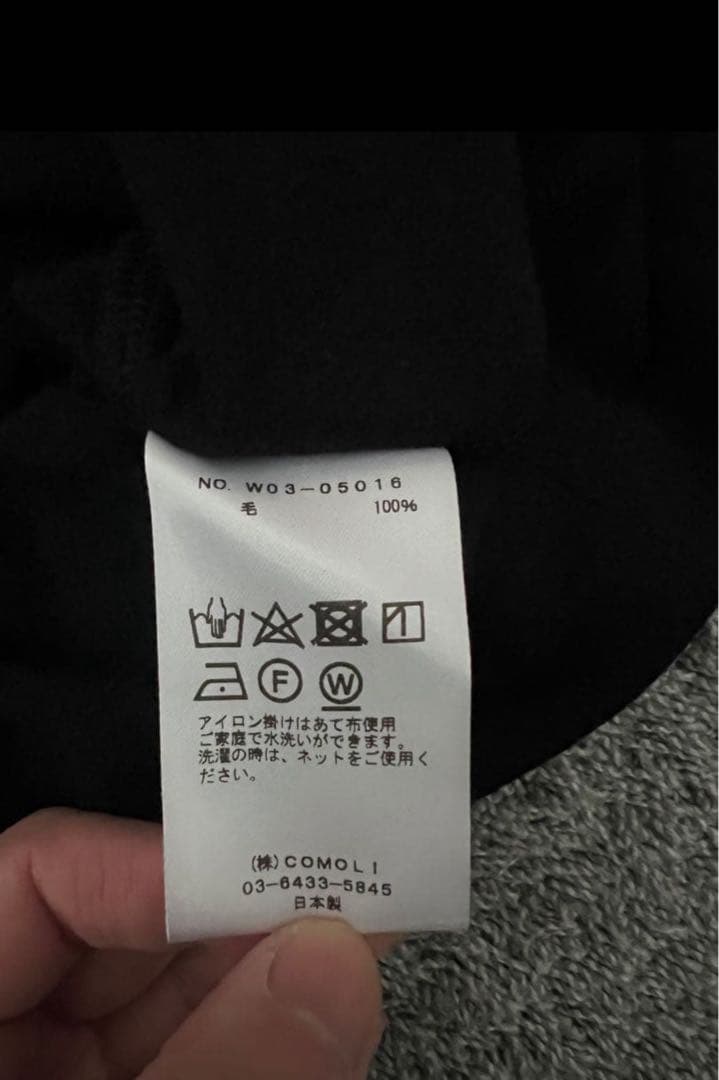 NO. W03-05016
毛 100%
F W
アイロン掛けはあて布使用
ご家庭で水洗いができます。
洗濯の時は、ネットをご使用く
ださい。
(株)COMOLI
03-6433-5845
日本製